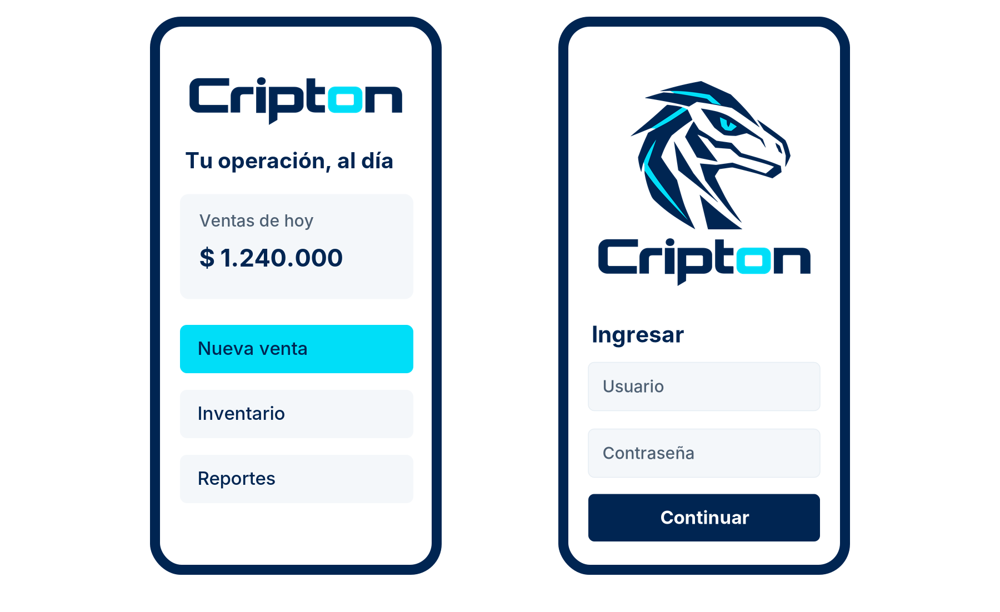 Cripton
Tu operación, al día
Ventas de hoy
$ 1.240.000
Nueva venta
Inventario
Reportes
Cripton
Ingresar
Usuario
Contraseña
Continuar